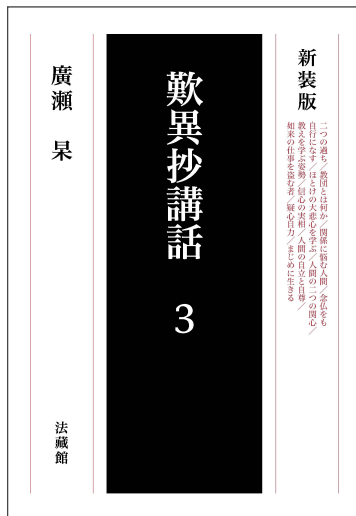 新装版
二つの過ち／教団とは何か／関係に悩む人間／念仏をも
自行になす／ほとけの大悲心を学ぶ／人間の二つの関心／
教えを学ぶ姿勢／信心の実相／人間の自立と自尊／
如来の仕事を盗む者／疑心自力／まじめに生きる
歎異抄講話 3
廣瀬 杲
法藏館